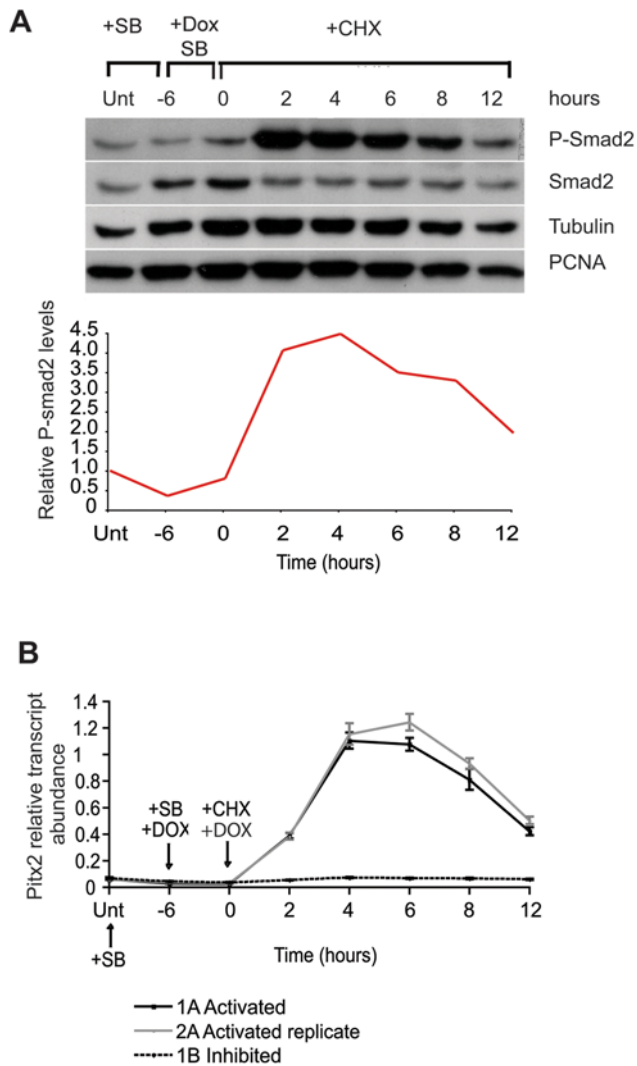 A
+SB
+Dox
SB
+CHX
Unt -6 0 2 4 6 8 12 hours
P-Smad2
Smad2
Tubulin
PCNA
Relative P-smad2 levels
4.5
4.0
3.5
3.0
2.5
2.0
1.5
1.0
0.5
0
Unt -6 0 2 4 6 8 12
Time (hours)
B
Pitx2 relative transcript
abundance
1.4
1.2
1
0.8
0.6
0.4
0.2
0
+SB
+DOX
+CHX
+DOX
Unt -6 0 2 4 6 8 12
+SB
Time (hours)
1A Activated
2A Activated replicate
1B Inhibited